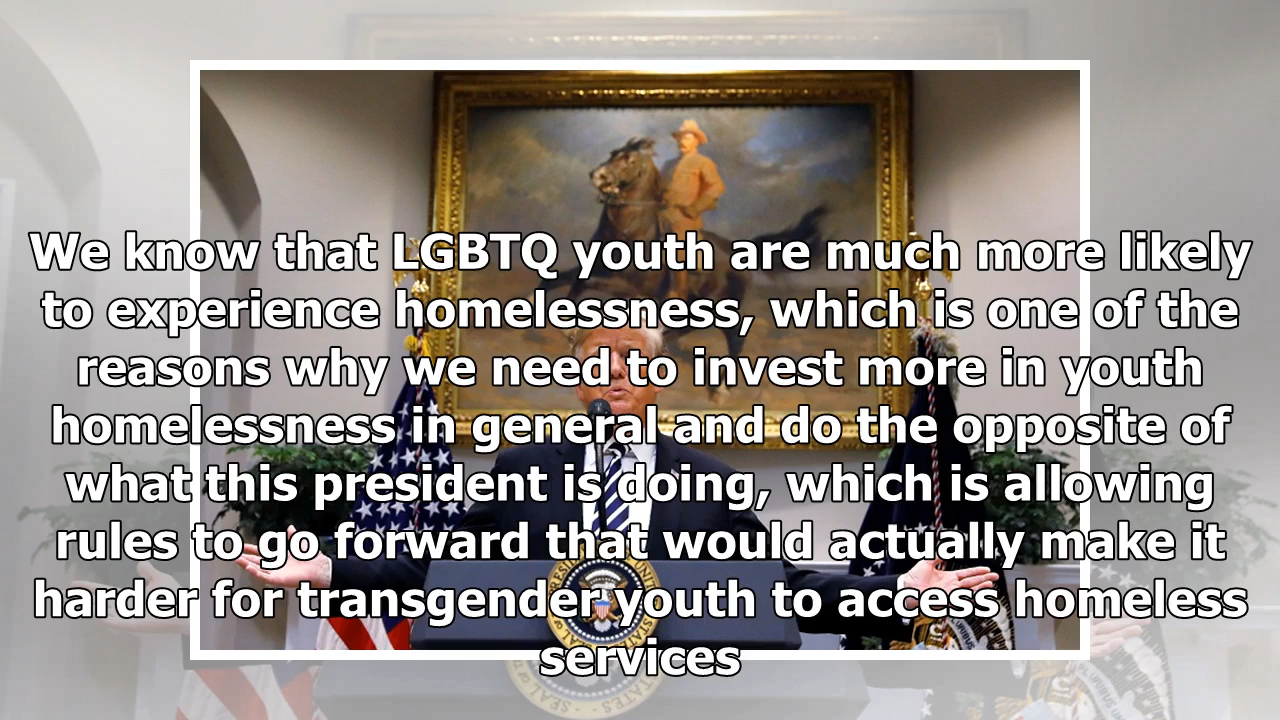 We know that LGBTQ youth are much more likely
to experience homelessness, which is one of the
reasons why we need to invest more in youth
homelessness in general and do the opposite of
what this president is doing, which is allowing
rules to go forward that would actually make it
harder for transgender youth to access homeless
services